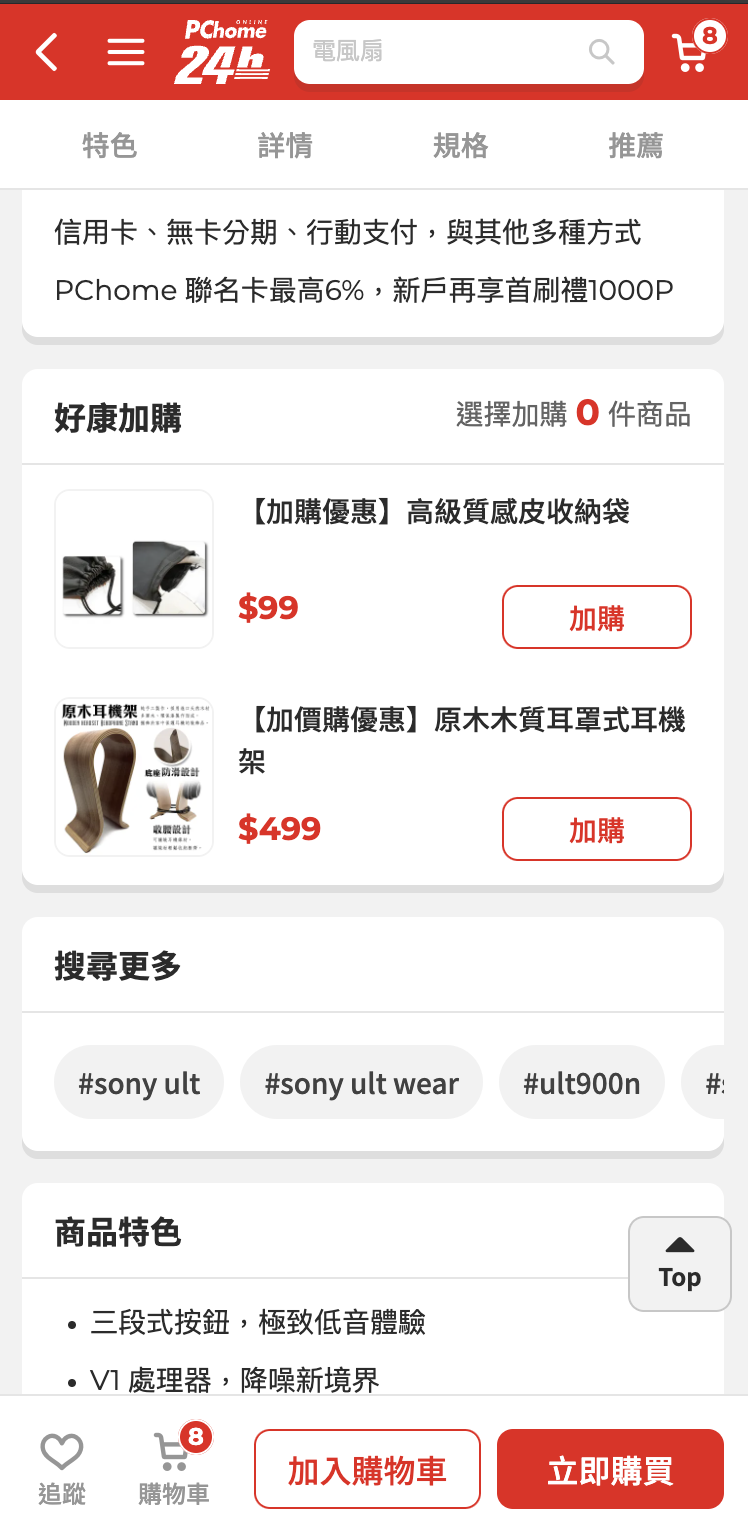 PChome
ONLINE
24h
電風扇
8
特色
詳情
規格
推薦
信用卡、無卡分期、行動支付，與其他多種方式
PChome 聯名卡最高6%，新戶再享首刷禮1000P
好康加購
選擇加購 0 件商品
【加購優惠】高級質感皮收納袋
$99
加購
原木耳機架
底座防滑設計
收腰設計
【加價購優惠】原木木質耳罩式耳機
架
$499
加購
搜尋更多
#sony ult
#sony ult wear
#ult900n
商品特色
Top
• 三段式按鈕，極致低音體驗
• V1 處理器，降噪新境界
追蹤
8
購物車
加入購物車
立即購買